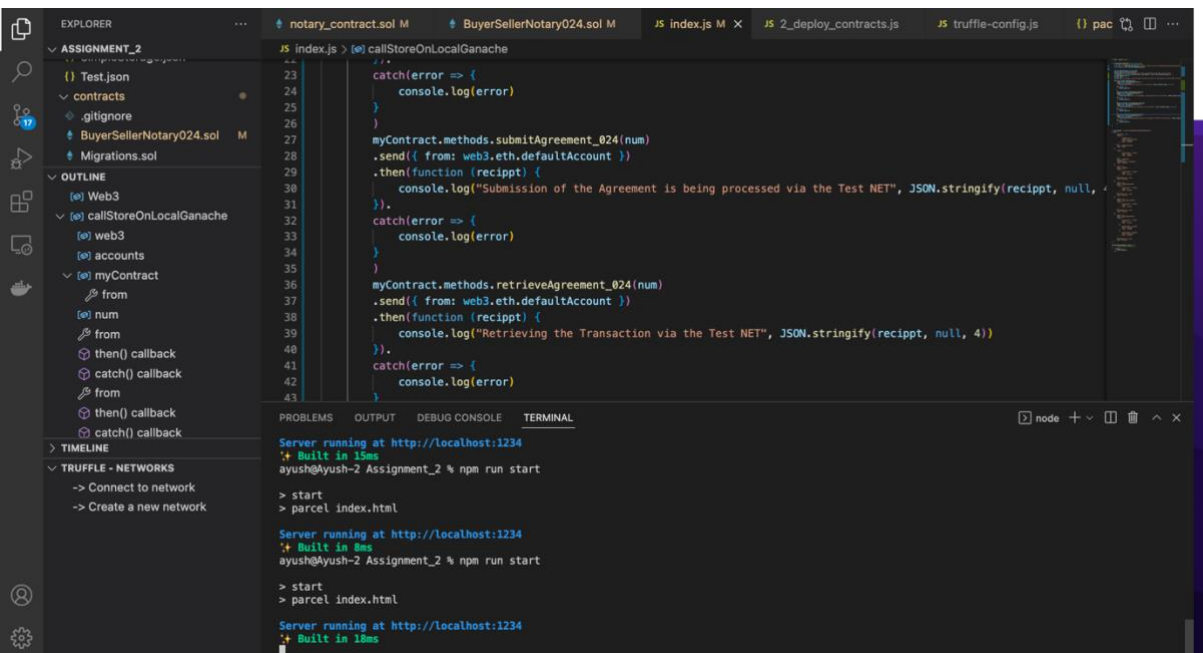 EXPLORER
ASSIGNMENT_2
{} Test.json
contracts
.gitignore
BuyerSellerNotary024.sol M
Migrations.sol
OUTLINE
Web3
callStoreOnLocalGanache
web3
accounts
myContract
from
num
from
then() callback
catch() callback
from
then() callback
catch() callback
TIMELINE
TRUFFLE - NETWORKS
-> Connect to network
-> Create a new network
17
notary_contract.sol M
BuyerSellerNotary024.sol M
JS index.js M
JS 2_deploy_contracts.js
JS truffle-config.js
{} pac
JS index.js > callStoreOnLocalGanache
22 }).
23 catch(error => {
24 console.log(error)
25 }
26 )
27 myContract.methods.submitAgreement_024(num)
28 .send({ from: web3.eth.defaultAccount })
29 .then(function (recippt) {
30 console.log("Submission of the Agreement is being processed via the Test NET", JSON.stringify(recippt, null,
31 }).
32 catch(error => {
33 console.log(error)
34 }
35 )
36 myContract.methods.retrieveAgreement_024(num)
37 .send({ from: web3.eth.defaultAccount })
38 .then(function (recippt) {
39 console.log("Retrieving the Transaction via the Test NET", JSON.stringify(recippt, null, 4))
40 }).
41 catch(error => {
42 console.log(error)
43 }
PROBLEMS OUTPUT DEBUG CONSOLE TERMINAL
node
Server running at http://localhost:1234
Built in 15ms
ayush@Ayush-2 Assignment_2 % npm run start
> start
> parcel index.html
Server running at http://localhost:1234
Built in 8ms
ayush@Ayush-2 Assignment_2 % npm run start
> start
> parcel index.html
Server running at http://localhost:1234
Built in 18ms